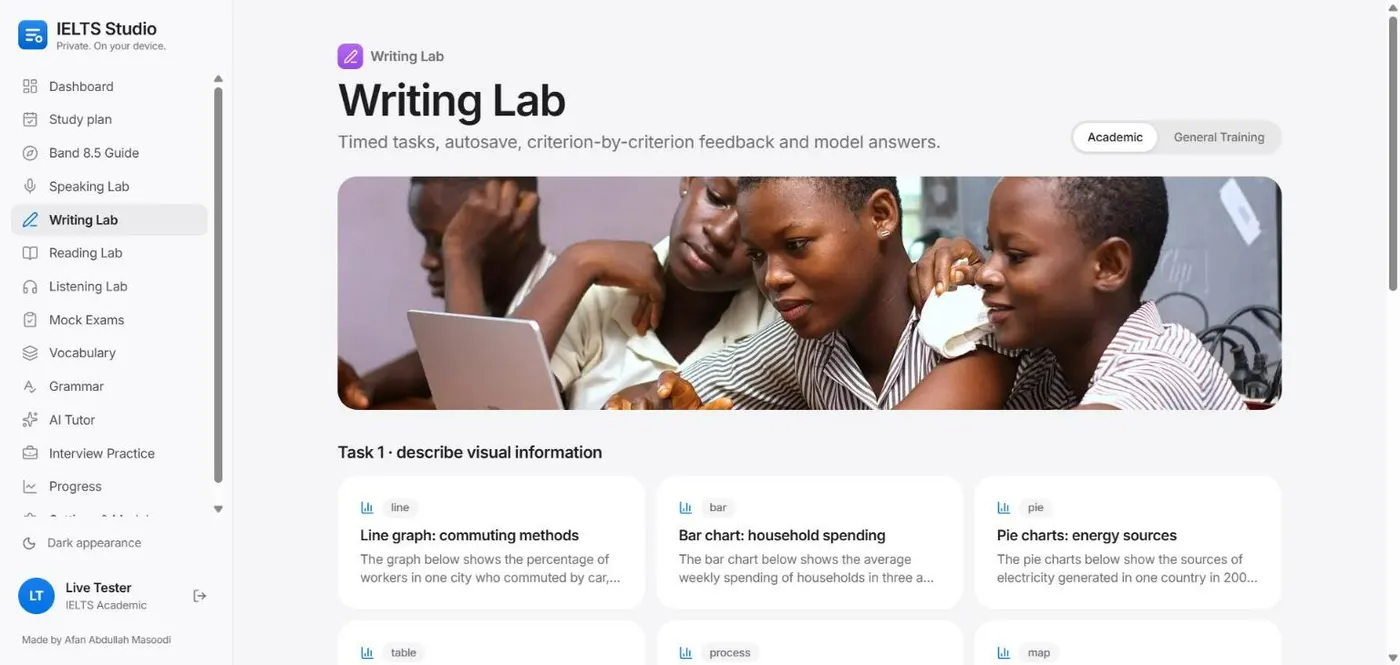 IELTS Studio
Private. On your device.
Dashboard
Study plan
Band 8.5 Guide
Speaking Lab
Writing Lab
Reading Lab
Listening Lab
Mock Exams
Vocabulary
Grammar
AI Tutor
Interview Practice
Progress
Dark appearance
LT
Live Tester
IELTS Academic
Made by Afan Abdullah Masoodi
Writing Lab
Writing Lab
Timed tasks, autosave, criterion-by-criterion feedback and model answers.
Academic
General Training
Task 1 · describe visual information
line
Line graph: commuting methods
The graph below shows the percentage of
workers in one city who commuted by car,...
bar
Bar chart: household spending
The bar chart below shows the average
weekly spending of households in three a...
pie
Pie charts: energy sources
The pie charts below show the sources of
electricity generated in one country in 200...
table
process
map